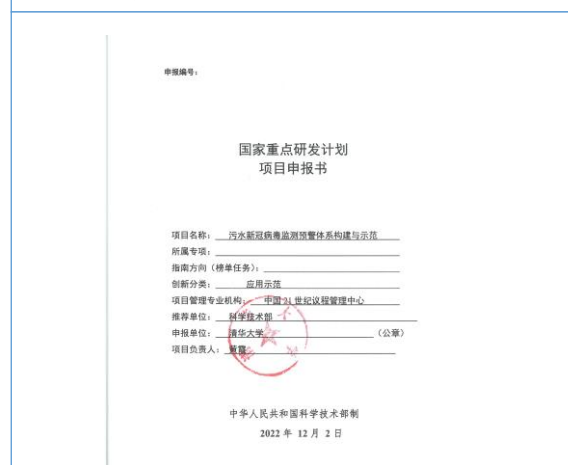 申报编号：
国家重点研发计划
项目申报书
项目名称： 污水新冠病毒监测预警体系构建与示范
所属专项：
指南方向（榜单任务）：
创新分类： 应用示范
项目管理专业机构： 中国 21 世纪议程管理中心
推荐单位： 科学技术部
申报单位： 清华大学 （公章）
项目负责人： 黄霞
中华人民共和国科学技术部制
2022 年 12 月 2 日